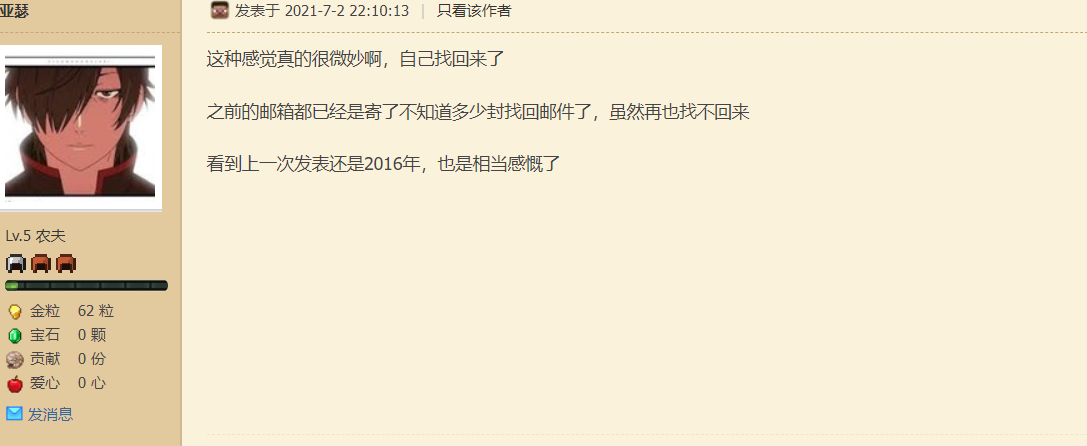 亚瑟
发表于 2021-7-2 22:10:13 | 只看该作者
这种感觉真的很微妙啊，自己找回来了
之前的邮箱都已经是寄了不知道多少封找回邮件了，虽然再也找不回来
看到上一次发表还是2016年，也是相当感慨了
Lv.5 农夫
金粒 62 粒
宝石 0 颗
贡献 0 份
爱心 0 心
发消息